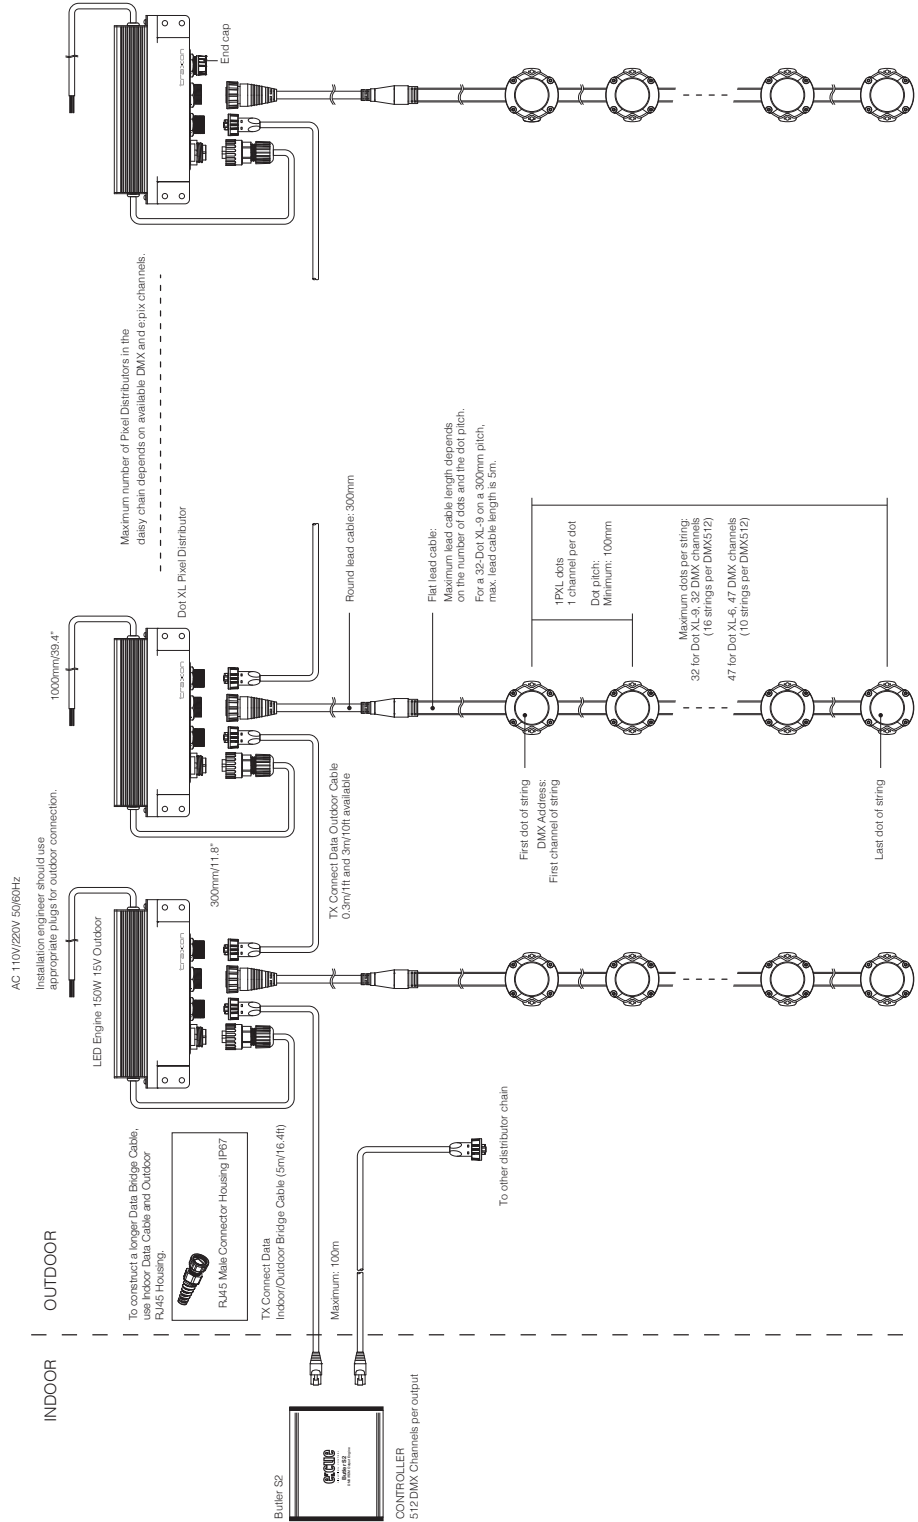 INDOOR
OUTDOOR
AC 110V/220V 50/60Hz
Installation engineer should use
appropriate plugs for outdoor connection.
1000mm/39.4"
LED Engine 150W 15V Outdoor
300mm/11.8"
Dot XL Pixel Distributor
Maximum number of Pixel Distributors in the
daisy chain depends on available DMX and e:pix channels.
End cap
traxon
traxon
traxon
To construct a longer Data Bridge Cable,
use Indoor Data Cable and Outdoor
RJ45 Housing.
RJ45 Male Connector Housing IP67
TX Connect Data
Indoor/Outdoor Bridge Cable (5m/16.4ft)
Maximum: 100m
TX Connect Data Outdoor Cable
0.3m/1ft and 3m/10ft available
Round lead cable: 300mm
Flat lead cable:
Maximum lead cable length depends
on the number of dots and the dot pitch.
For a 32-Dot XL-9 on a 300mm pitch,
max. lead cable length is 5m.
Butler S2
e:cue
Butler S2
CONTROLLER
512 DMX Channels per output
To other distributor chain
First dot of string
DMX Address:
First channel of string
1PXL dots
1 channel per dot
Dot pitch:
Minimum: 100mm
Maximum dots per string:
32 for Dot XL-9, 32 DMX channels
(16 strings per DMX512)
47 for Dot XL-6, 47 DMX channels
(10 strings per DMX512)
Last dot of string